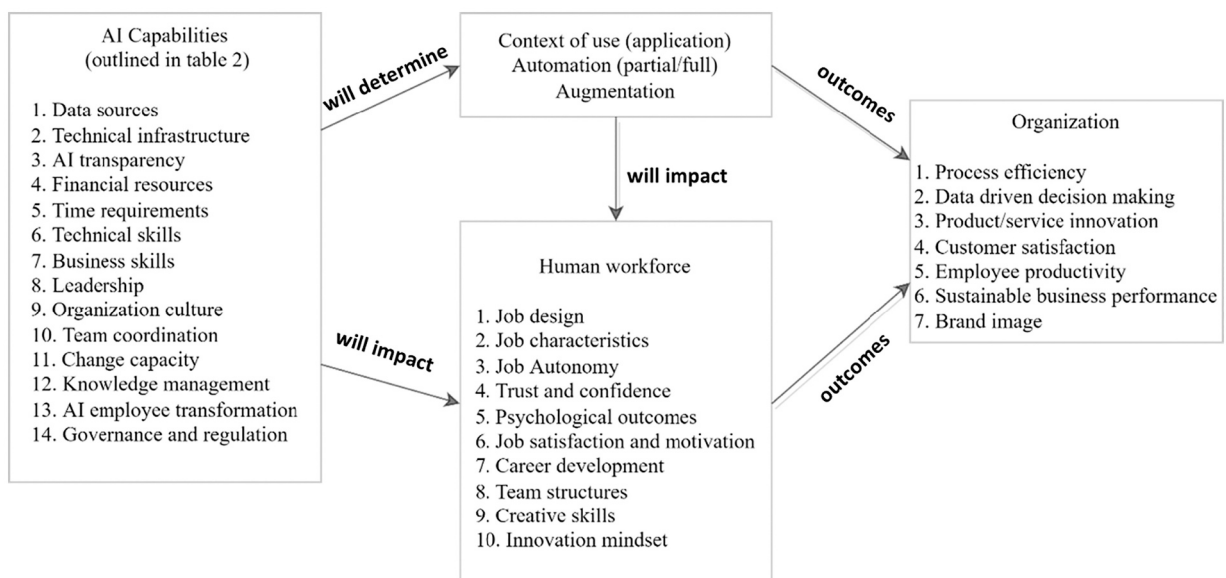 AI Capabilities
(outlined in table 2)
1. Data sources
2. Technical infrastructure
3. AI transparency
4. Financial resources
5. Time requirements
6. Technical skills
7. Business skills
8. Leadership
9. Organization culture
10. Team coordination
11. Change capacity
12. Knowledge management
13. AI employee transformation
14. Governance and regulation
will determine
will impact
Context of use (application)
Automation (partial/full)
Augmentation
will impact
Human workforce
1. Job design
2. Job characteristics
3. Job Autonomy
4. Trust and confidence
5. Psychological outcomes
6. Job satisfaction and motivation
7. Career development
8. Team structures
9. Creative skills
10. Innovation mindset
outcomes
outcomes
Organization
1. Process efficiency
2. Data driven decision making
3. Product/service innovation
4. Customer satisfaction
5. Employee productivity
6. Sustainable business performance
7. Brand image